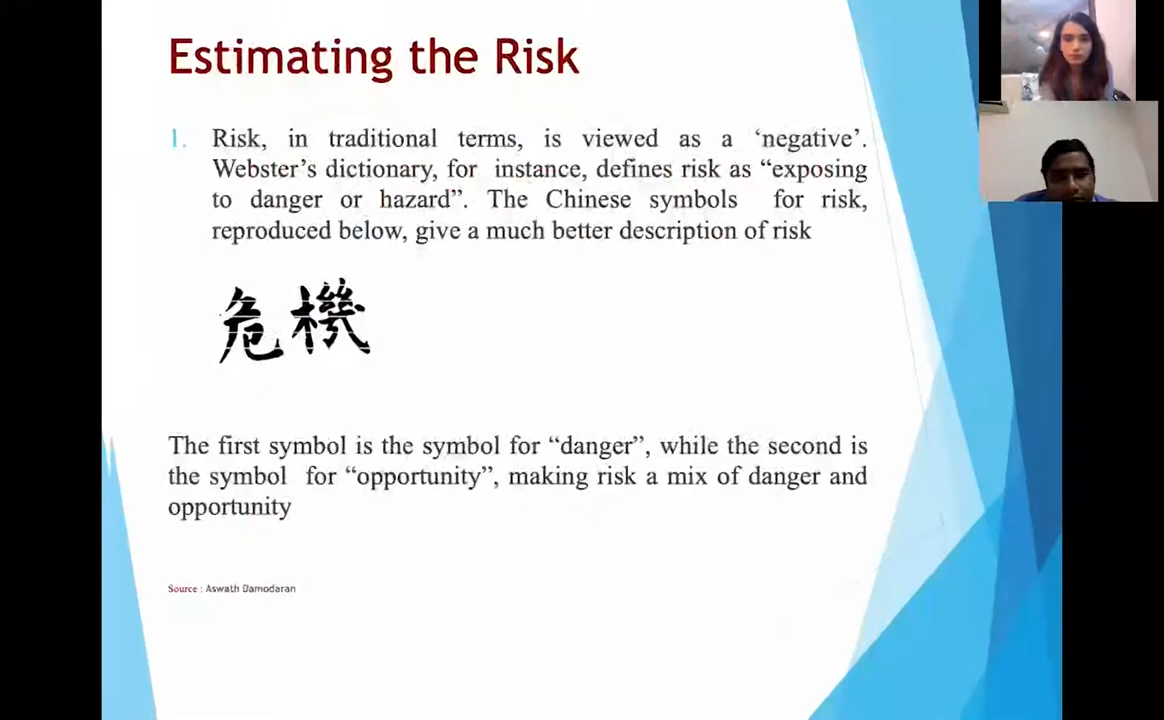 Estimating the Risk
1. Risk, in traditional terms, is viewed as a ‘negative’.
Webster’s dictionary, for instance, defines risk as “exposing
to danger or hazard”. The Chinese symbols for risk,
reproduced below, give a much better description of risk
危機
The first symbol is the symbol for “danger”, while the second is
the symbol for “opportunity”, making risk a mix of danger and
opportunity
Source : Aswath Damodaran